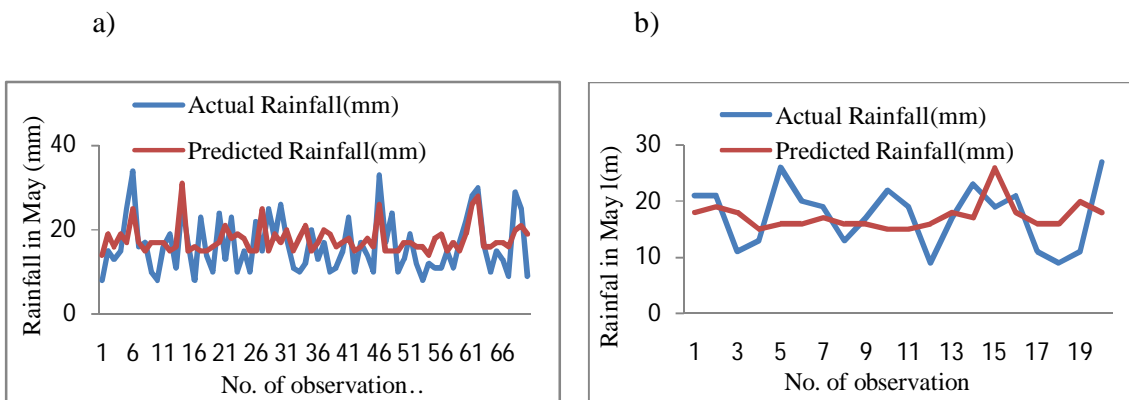 a)
b)
Actual Rainfall(mm)
Predicted Rainfall(mm)
Rainfall in May (mm)
40
20
0
1 6 11 16 21 26 31 36 41 46 51 56 61 66
No. of observation..
Actual Rainfall(mm)
Predicted Rainfall(mm)
Rainfal in May l(m)
30
20
10
0
1 3 5 7 9 11 13 15 17 19
No. of observation